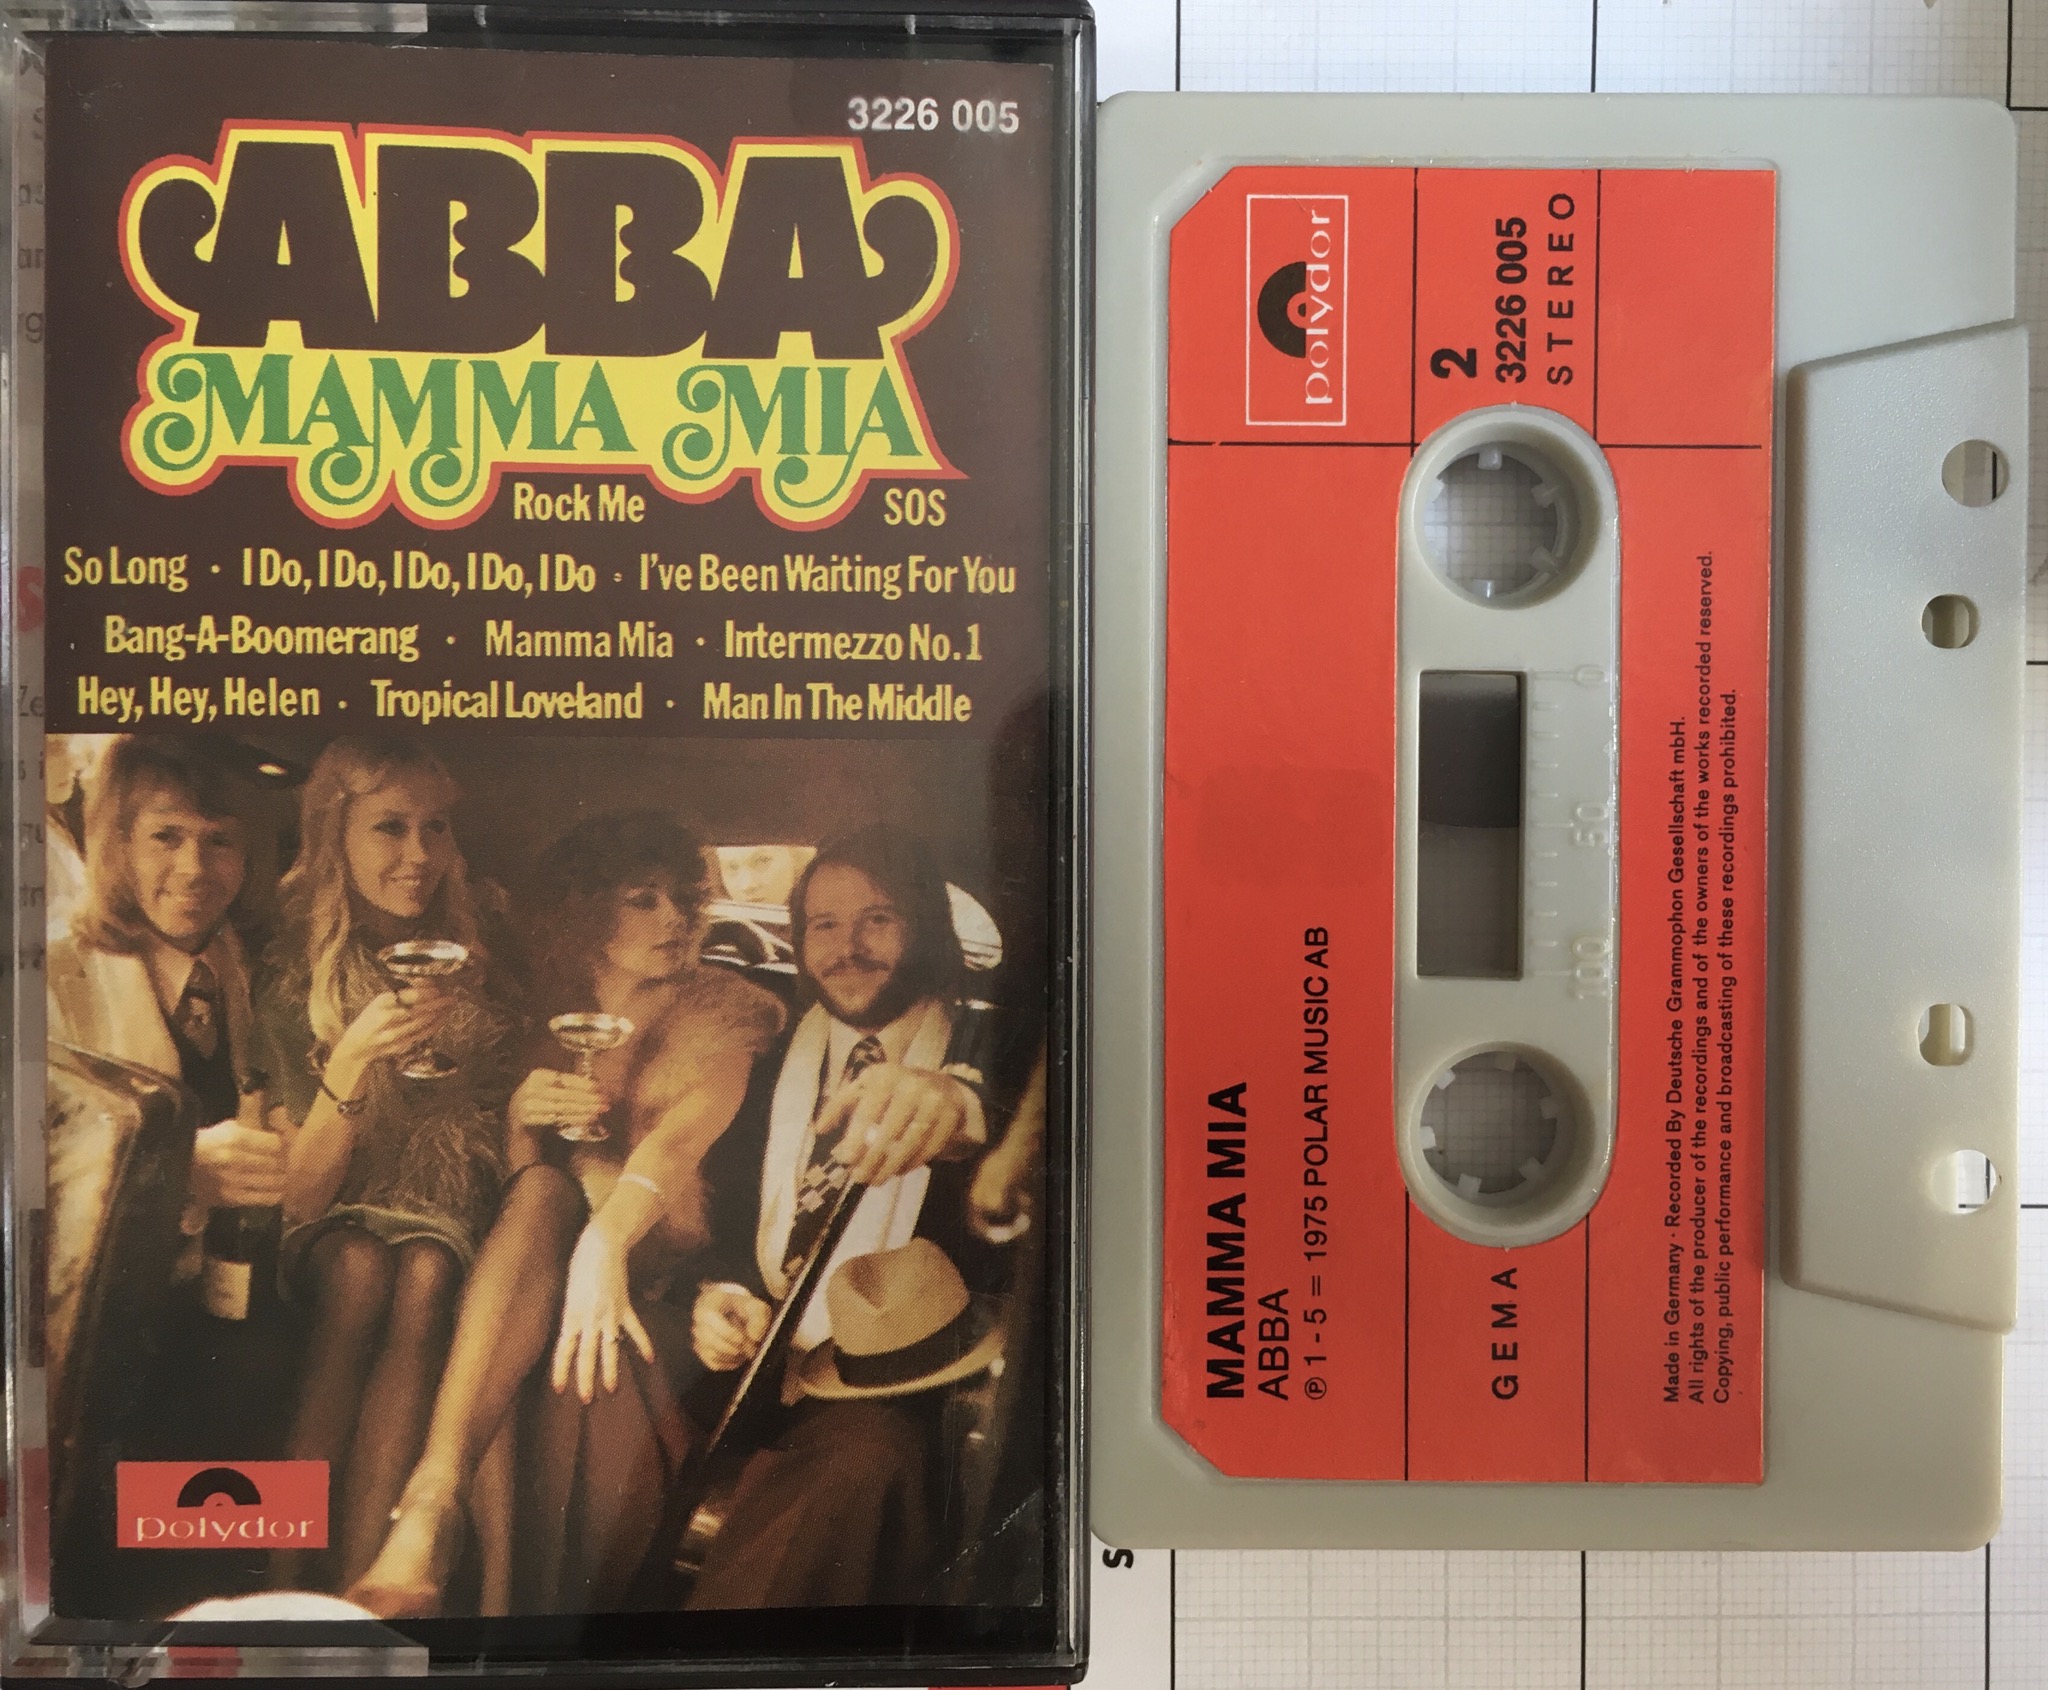 3226 005
ABBA
MAMMA MIA
Rock Me SOS
So Long · I Do, I Do, I Do, I Do, I Do · I've Been Waiting For You
Bang-A-Boomerang · Mamma Mia · Intermezzo No. 1
Hey, Hey, Helen · Tropical Loveland · Man In The Middle
polydor
polydor
2
3226 005
STEREO
MAMMA MIA
ABBA
℗ 1 - 5 = 1975 POLAR MUSIC AB
GEMA
0
50
100
Made in Germany · Recorded By Deutsche Grammophon Gesellschaft mbH.
All rights of the producer of the recordings and of the owners of the works recorded reserved.
Copying, public performance and broadcasting of these recordings prohibited.